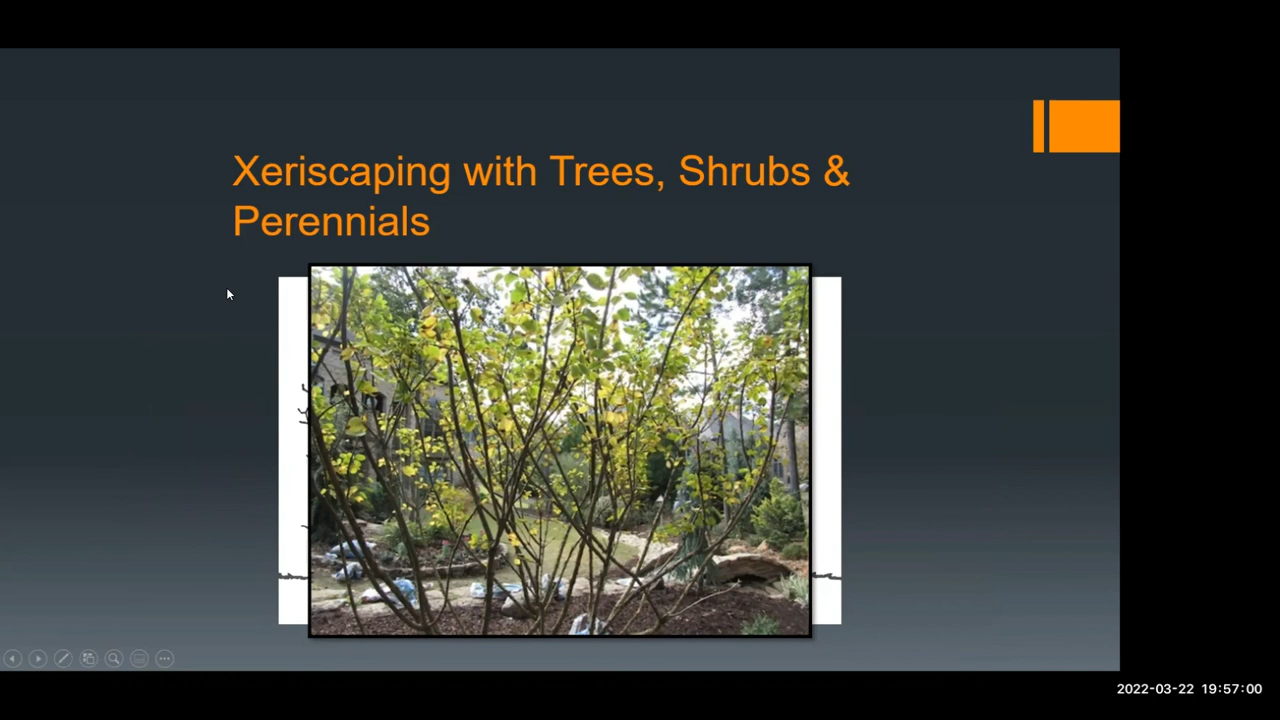 Xeriscaping with Trees, Shrubs &
Perennials
2022-03-22 19:57:00